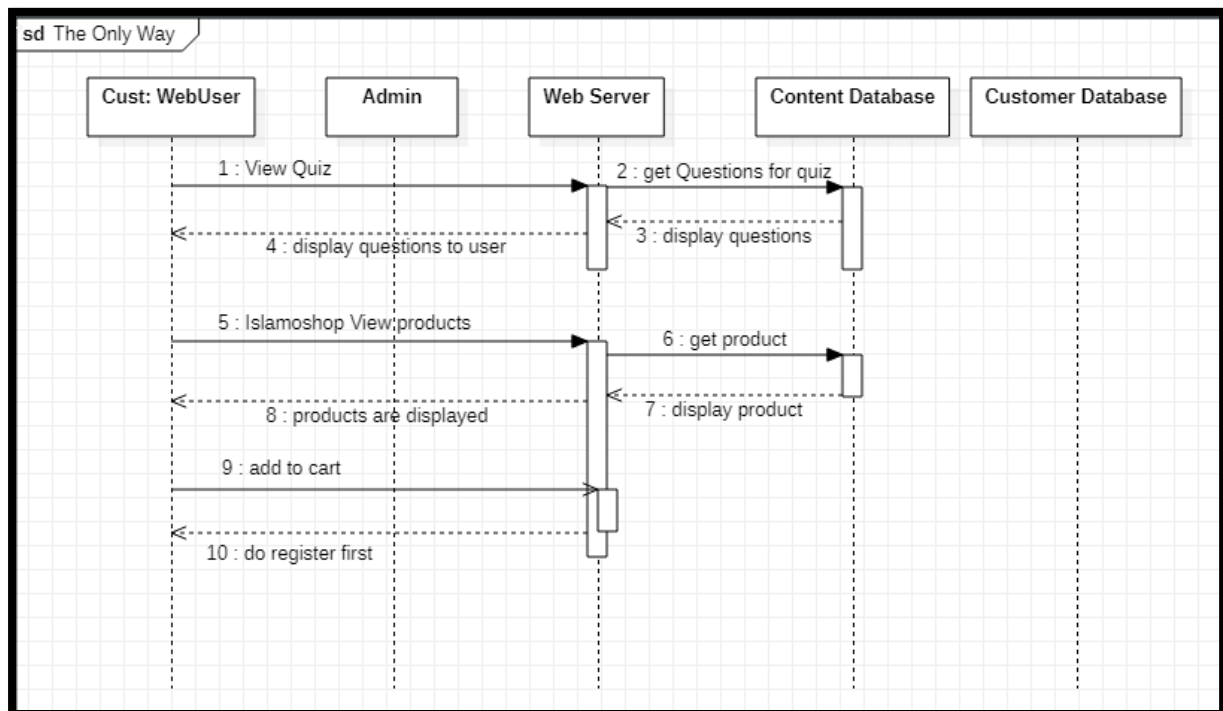 sd The Only Way
Cust: WebUser
Admin
Web Server
Content Database
Customer Database
1 : View Quiz
2 : get Questions for quiz
3 : display questions
4 : display questions to user
5 : Islamoshop View products
6 : get product
7 : display product
8 : products are displayed
9 : add to cart
10 : do register first